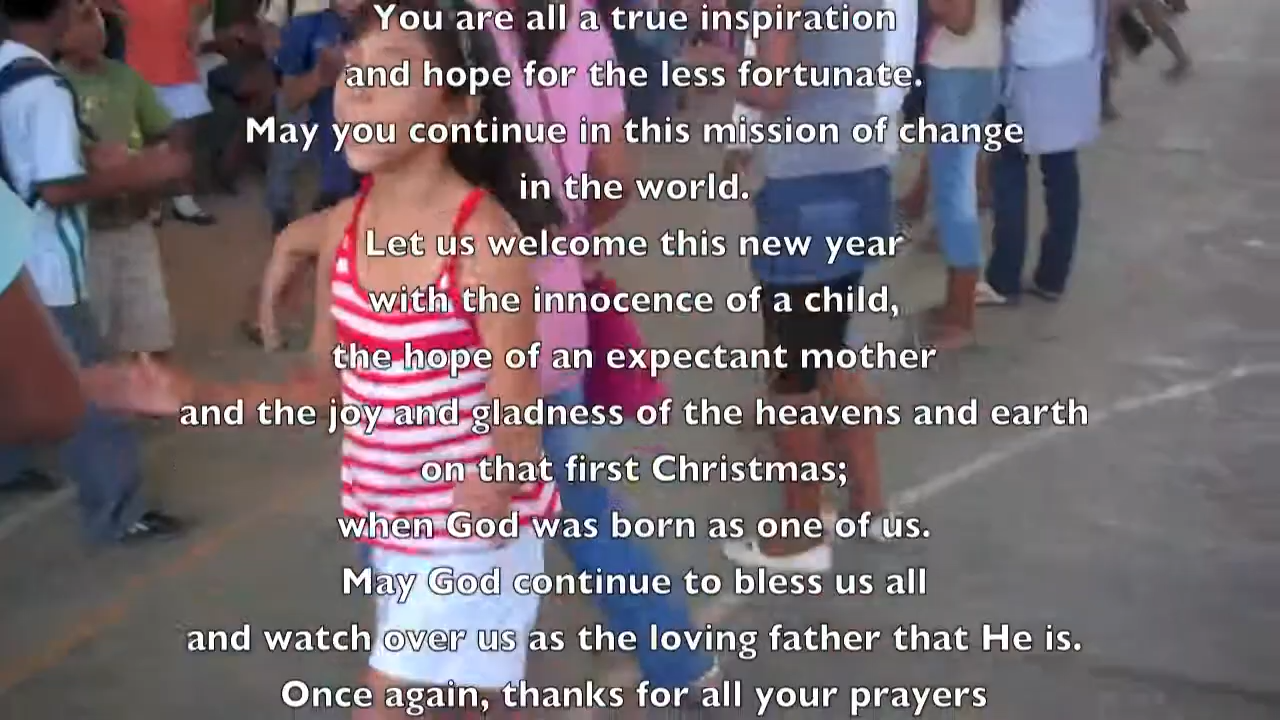 You are all a true inspiration
and hope for the less fortunate.
May you continue in this mission of change
in the world.
Let us welcome this new year
with the innocence of a child,
the hope of an expectant mother
and the joy and gladness of the heavens and earth
on that first Christmas;
when God was born as one of us.
May God continue to bless us all
and watch over us as the loving father that He is.
Once again, thanks for all your prayers